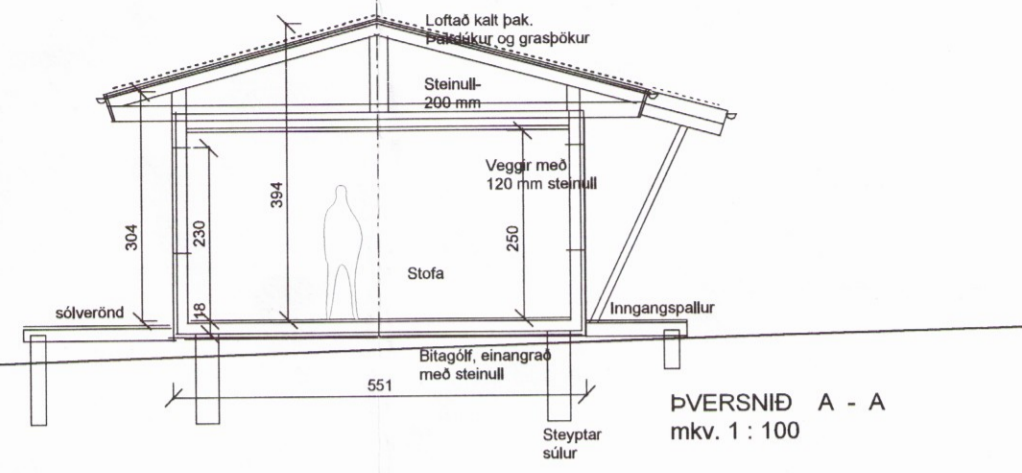 Loftað kalt þak.
Þakdúkur og grasþökur
Steinull-
200 mm
Veggir með
120 mm steinull
394
304
230
250
18
Stofa
sólverönd
Inngangspallur
Bitagólf, einangrað
með steinull
551
Steyptar
súlur
ÞVERSNIÐ A - A
mkv. 1 : 100